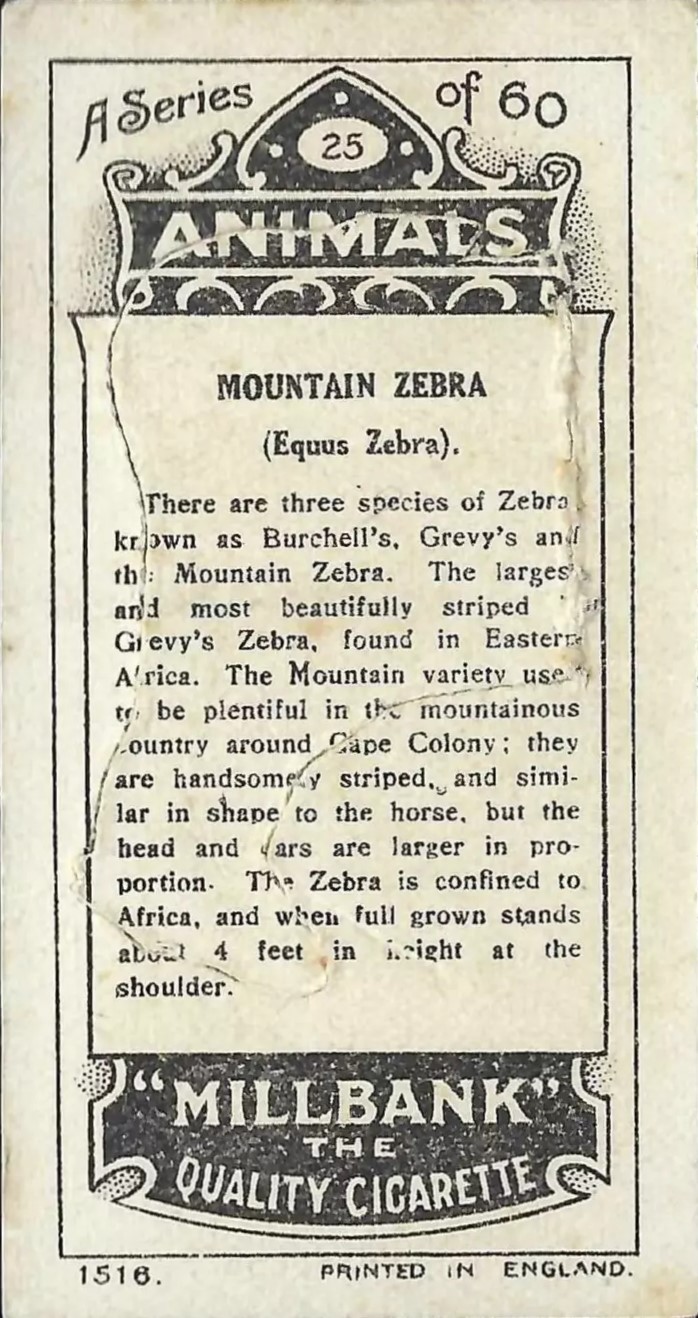 A Series of 60
25
ANIMALS
MOUNTAIN ZEBRA
(Equus Zebra).
There are three species of Zebra
known as Burchell's, Grevy's and
the Mountain Zebra. The largest
and most beautifully striped
Grevy's Zebra, found in Eastern
Africa. The Mountain variety used
to be plentiful in the mountainous
country around Cape Colony; they
are handsomely striped, and simi-
lar in shape to the horse, but the
head and ears are larger in pro-
portion. The Zebra is confined to
Africa, and when full grown stands
about 4 feet in height at the
shoulder.
"MILLBANK"
THE
QUALITY CIGARETTE
1516. PRINTED IN ENGLAND.